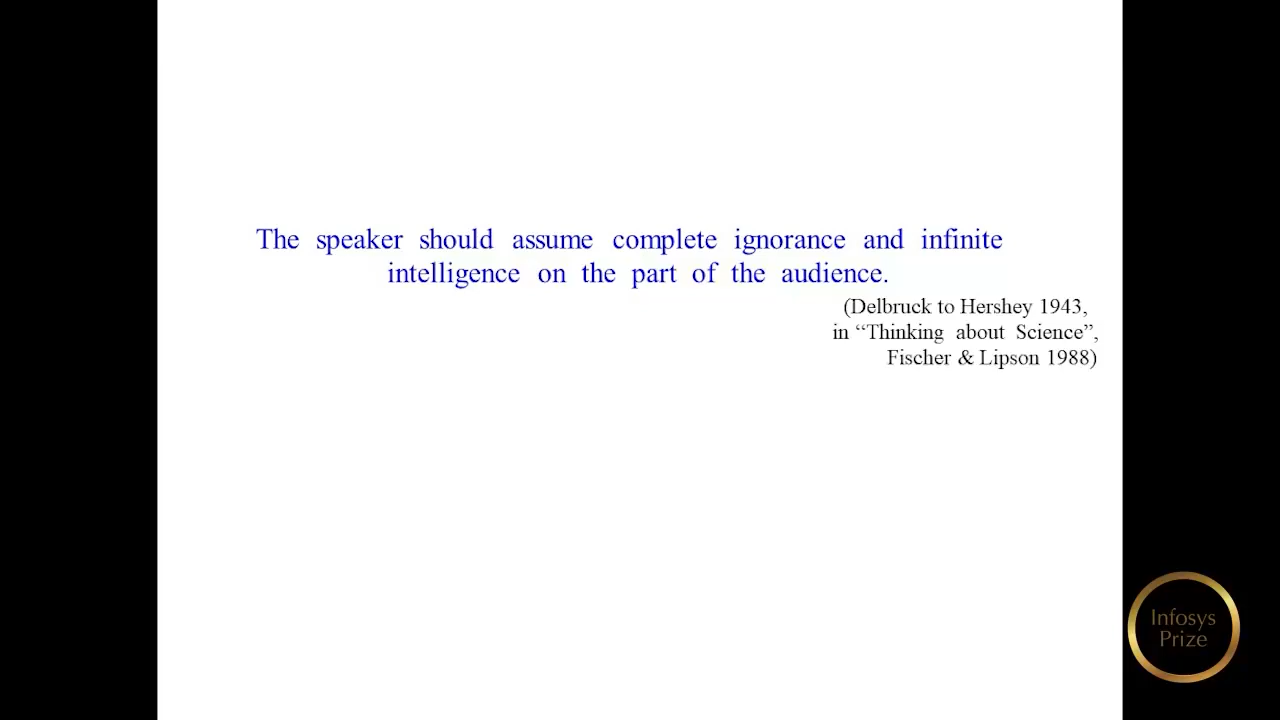 The speaker should assume complete ignorance and infinite
intelligence on the part of the audience.
(Delbruck to Hershey 1943,
in “Thinking about Science”,
Fischer & Lipson 1988)
Infosys
Prize